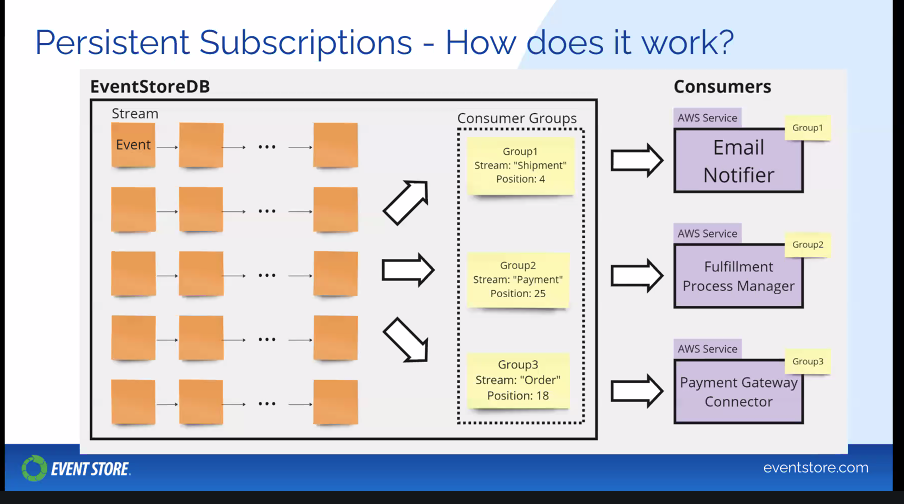 Persistent Subscriptions - How does it work?
EventStoreDB
Stream
Event
Consumer Groups
Group1
Stream: "Shipment"
Position: 4
Group2
Stream: "Payment"
Position: 25
Group3
Stream: "Order"
Position: 18
Consumers
AWS Service
Group1
Email
Notifier
AWS Service
Group2
Fulfillment
Process Manager
AWS Service
Group3
Payment Gateway
Connector
EVENT STORE
eventstore.com